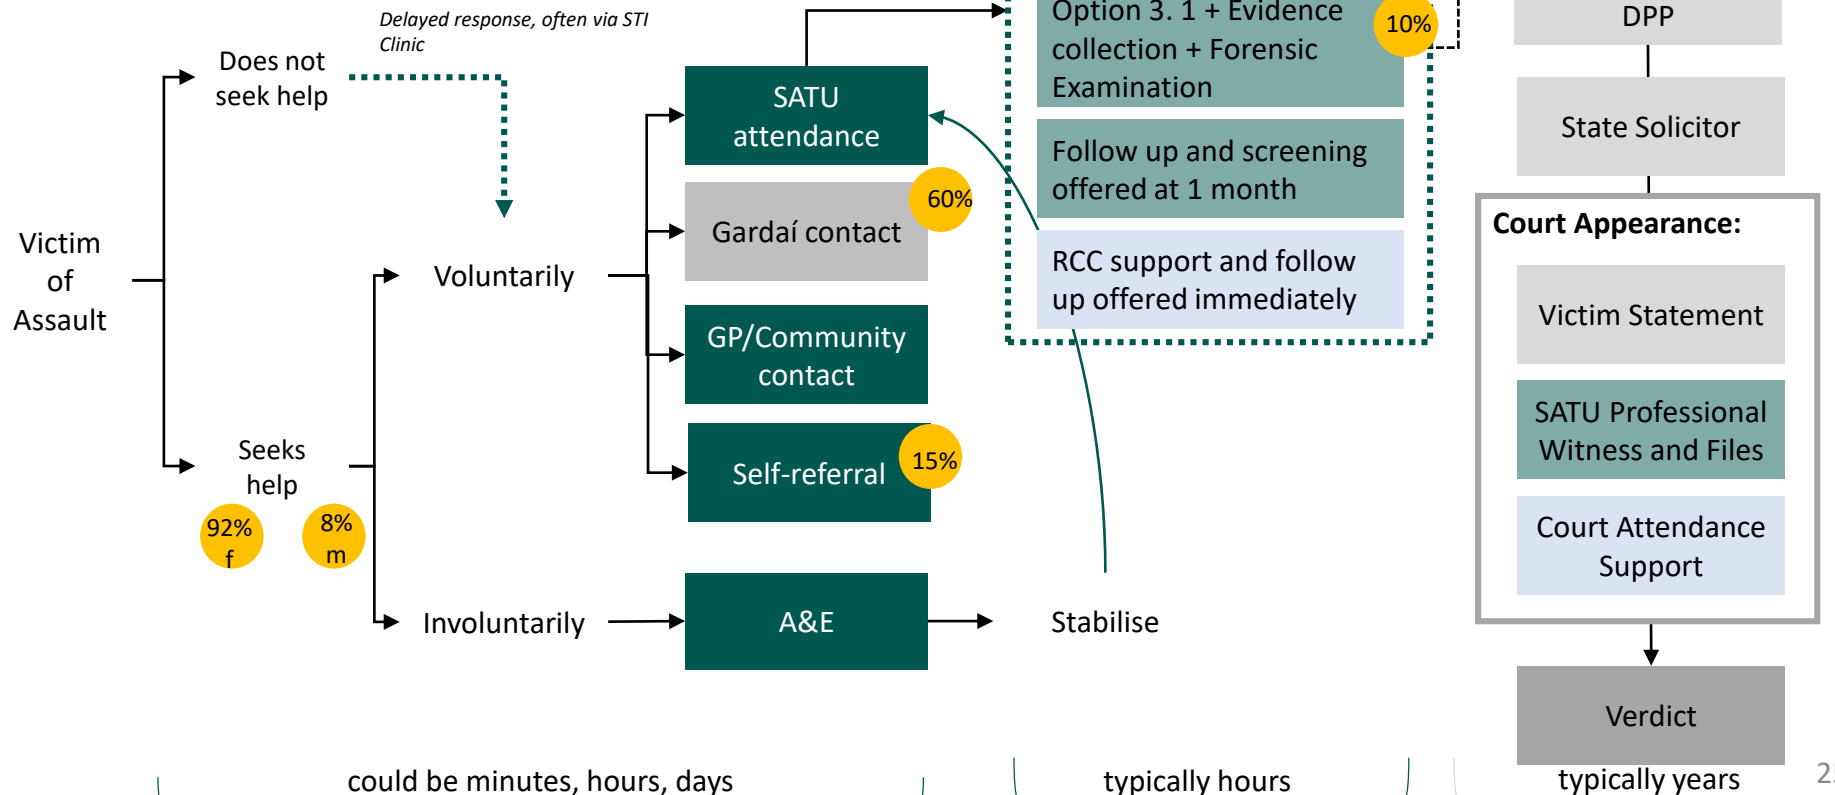 Delayed response, often via STI
Clinic
Does not
seek help
Victim
of
Assault
Seeks
help
92%
f
8%
m
Voluntarily
Involuntarily
SATU
attendance
Gardaí contact
60%
GP/Community
contact
Self-referral
15%
A&E
Stabilise
Option 3. 1 + Evidence
collection + Forensic
Examination
10%
Follow up and screening
offered at 1 month
RCC support and follow
up offered immediately
DPP
State Solicitor
Court Appearance:
Victim Statement
SATU Professional
Witness and Files
Court Attendance
Support
Verdict
could be minutes, hours, days
typically hours
typically years